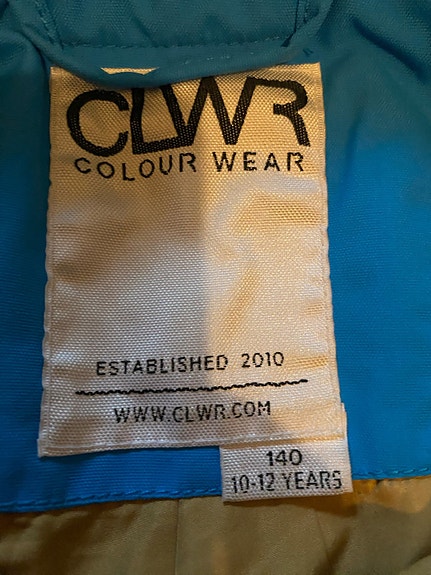 CLWR
COLOUR WEAR
ESTABLISHED 2010
WWW.CLWR.COM
140
10-12 YEARS